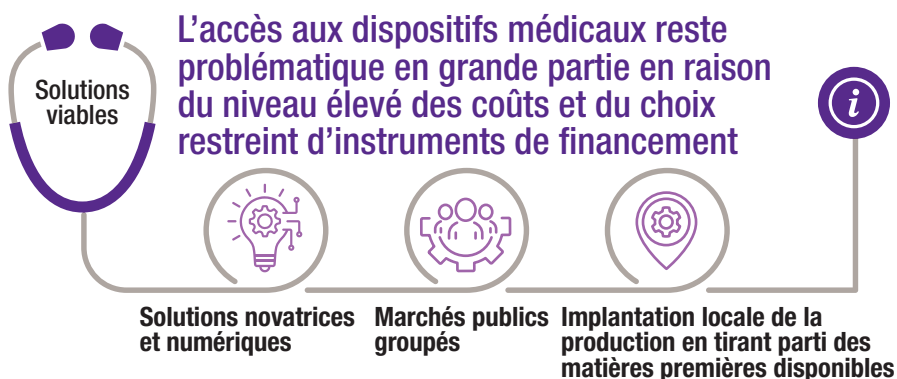 Solutions
viables
L’accès aux dispositifs médicaux reste
problématique en grande partie en raison
du niveau élevé des coûts et du choix
restreint d’instruments de financement
i
Solutions novatrices
et numériques
Marchés publics
groupés
Implantation locale de la
production en tirant parti des
matières premières disponibles